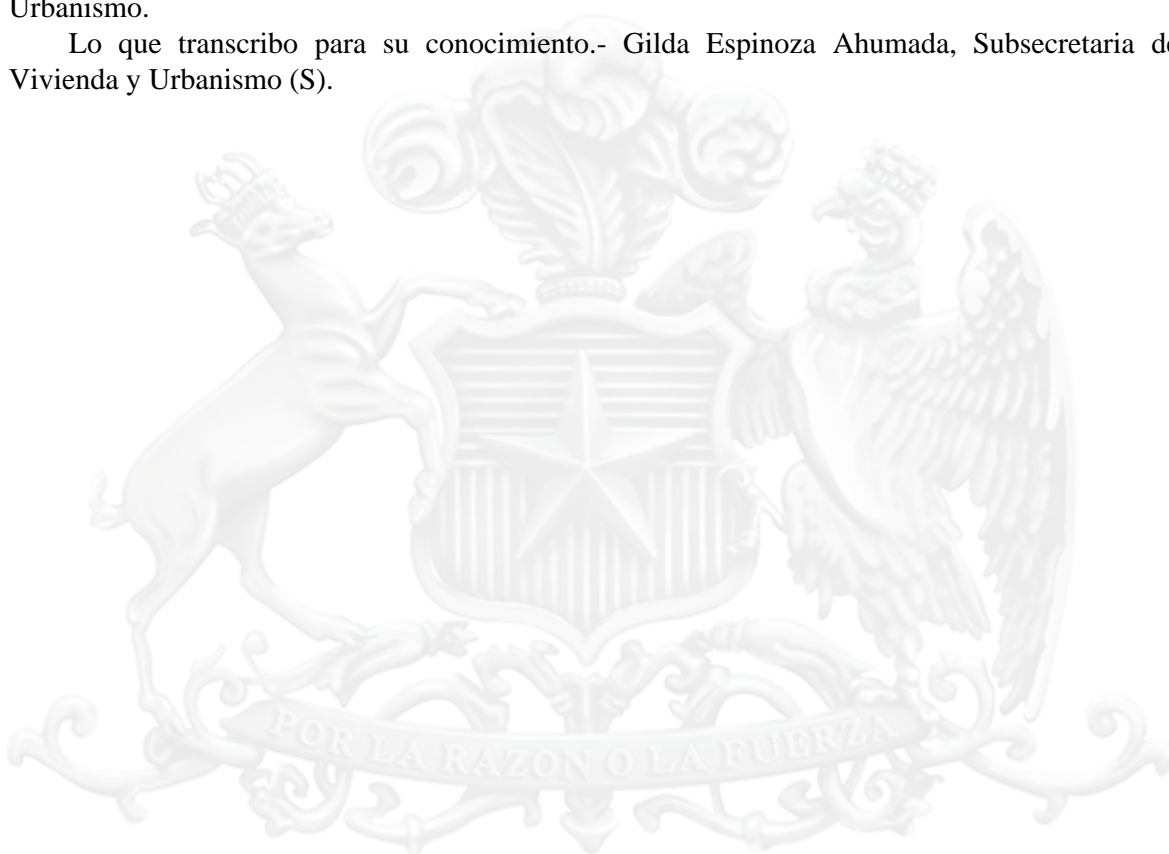 Urbanismo.
Lo que transcribo para su conocimiento.- Gilda Espinoza Ahumada, Subsecretaria de
Vivienda y Urbanismo (S).
POR LA RAZON O LA FUERZA